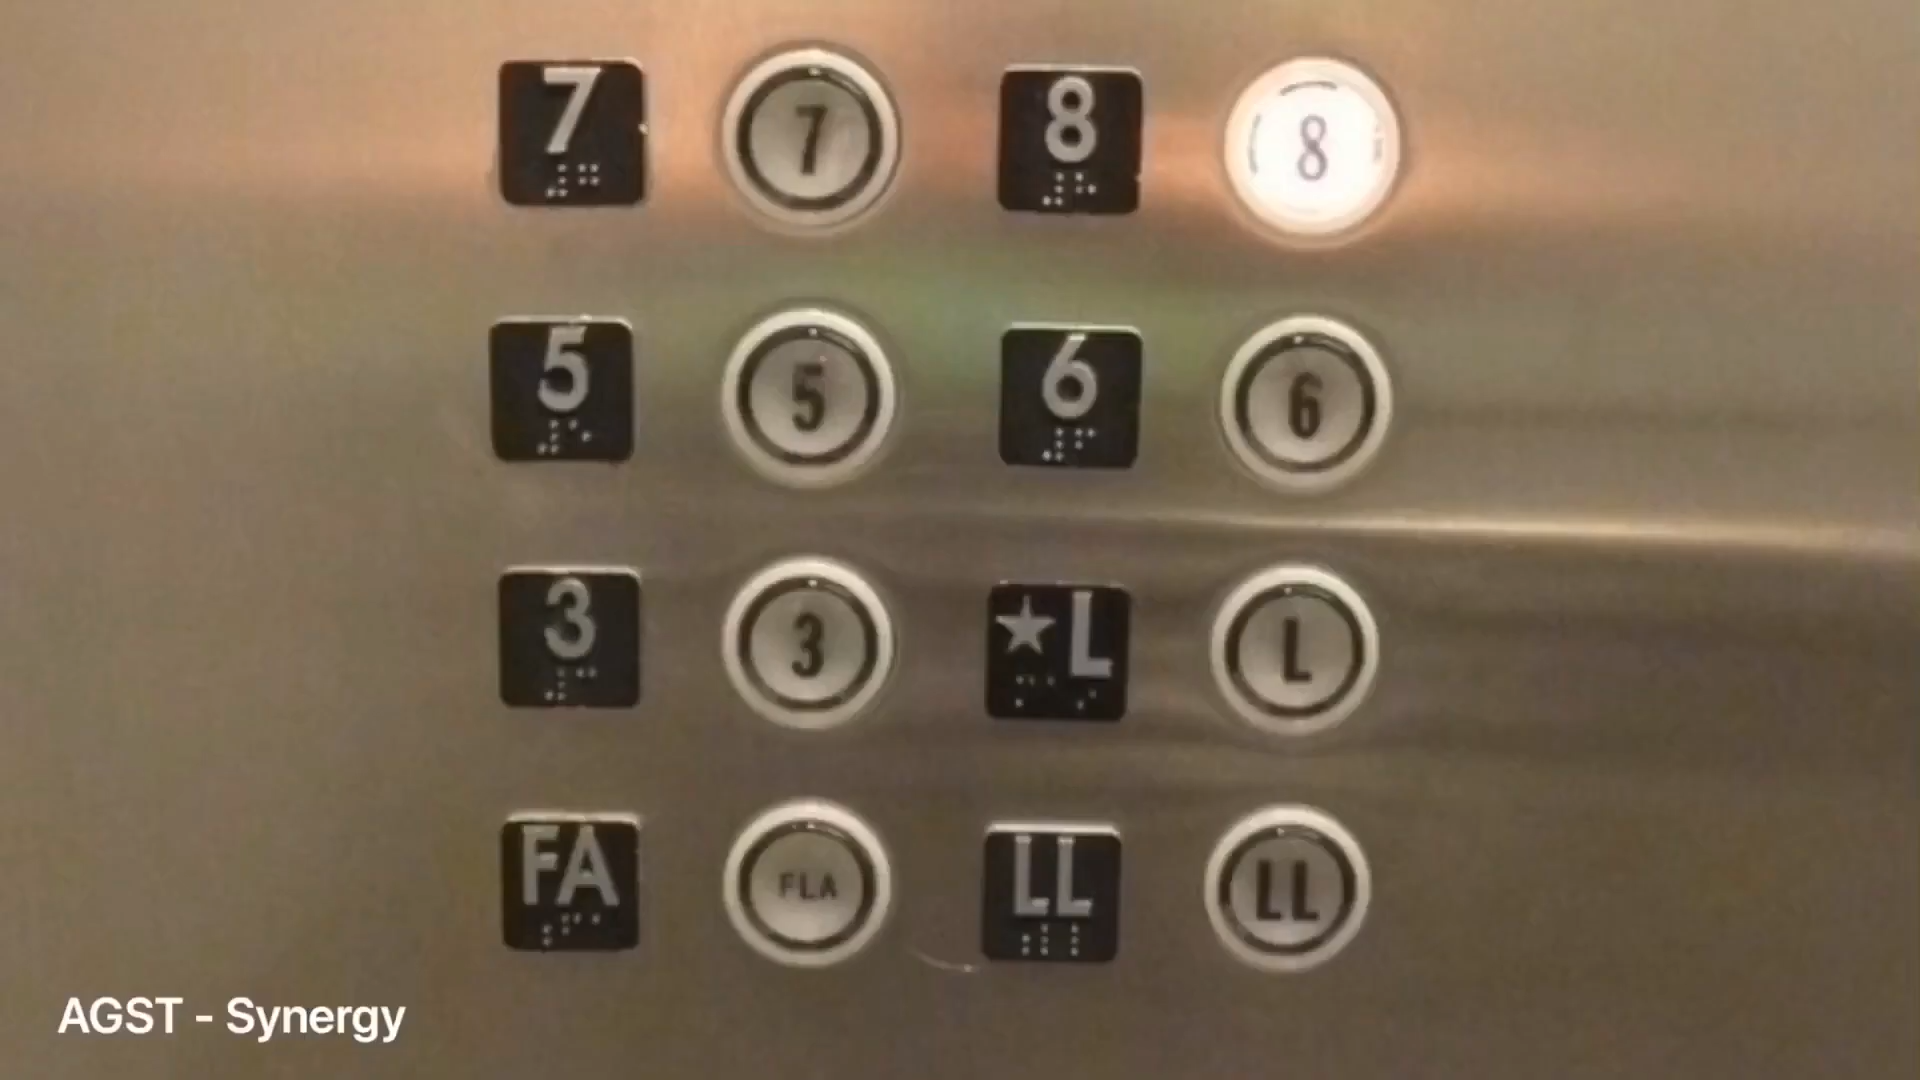 7 7 8 8
5 5 6 6
3 3 ★L L
FA FLA LL LL
AGST - Synergy